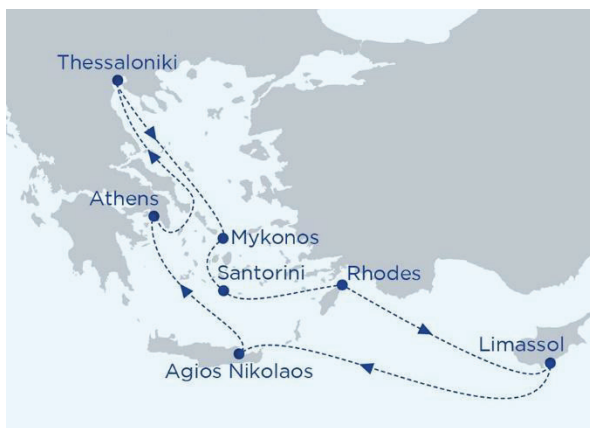 Thessaloniki
Athens
Mykonos
Santorini
Rhodes
Limassol
Agios Nikolaos